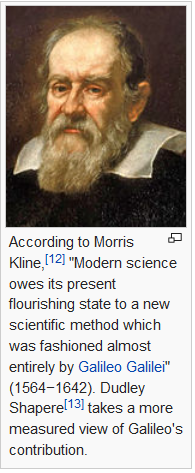 According to Morris
Kline,[12] "Modern science
owes its present
flourishing state to a new
scientific method which
was fashioned almost
entirely by Galileo Galilei"
(1564−1642). Dudley
Shapere[13] takes a more
measured view of Galileo's
contribution.